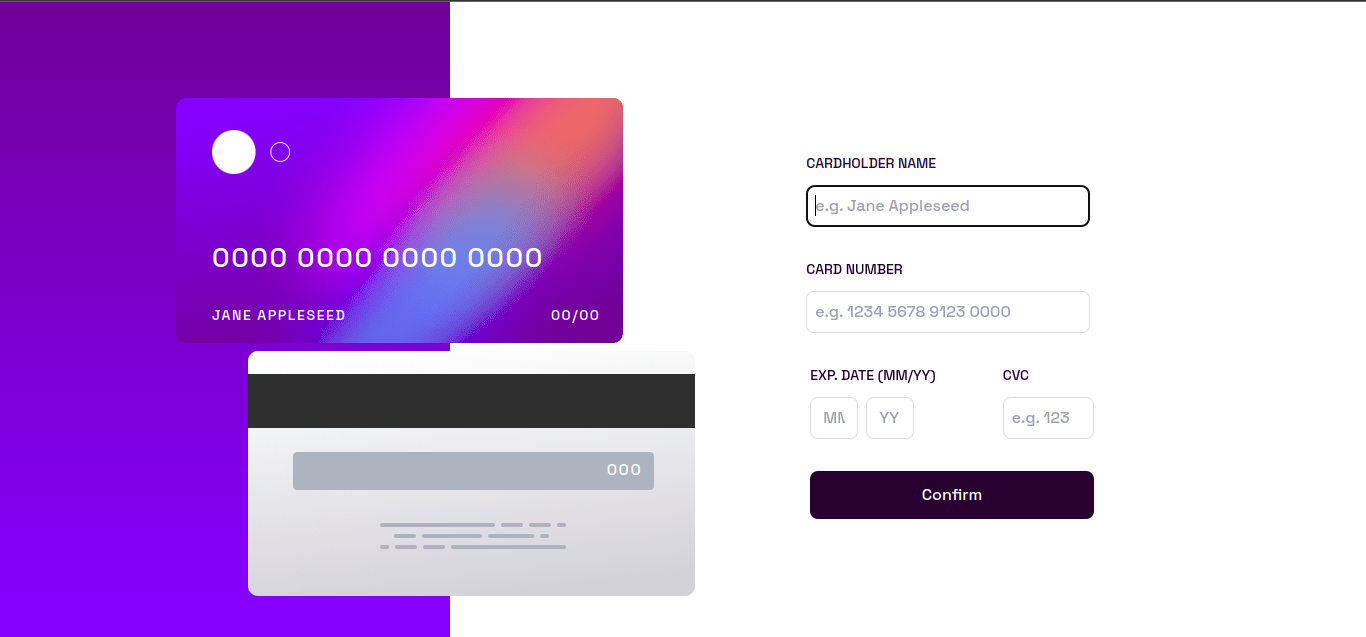 0000 0000 0000 0000
JANE APPLESEED 00/00
000
CARDHOLDER NAME
e.g. Jane Appleseed
CARD NUMBER
e.g. 1234 5678 9123 0000
EXP. DATE (MM/YY) CVC
MM YY e.g. 123
Confirm